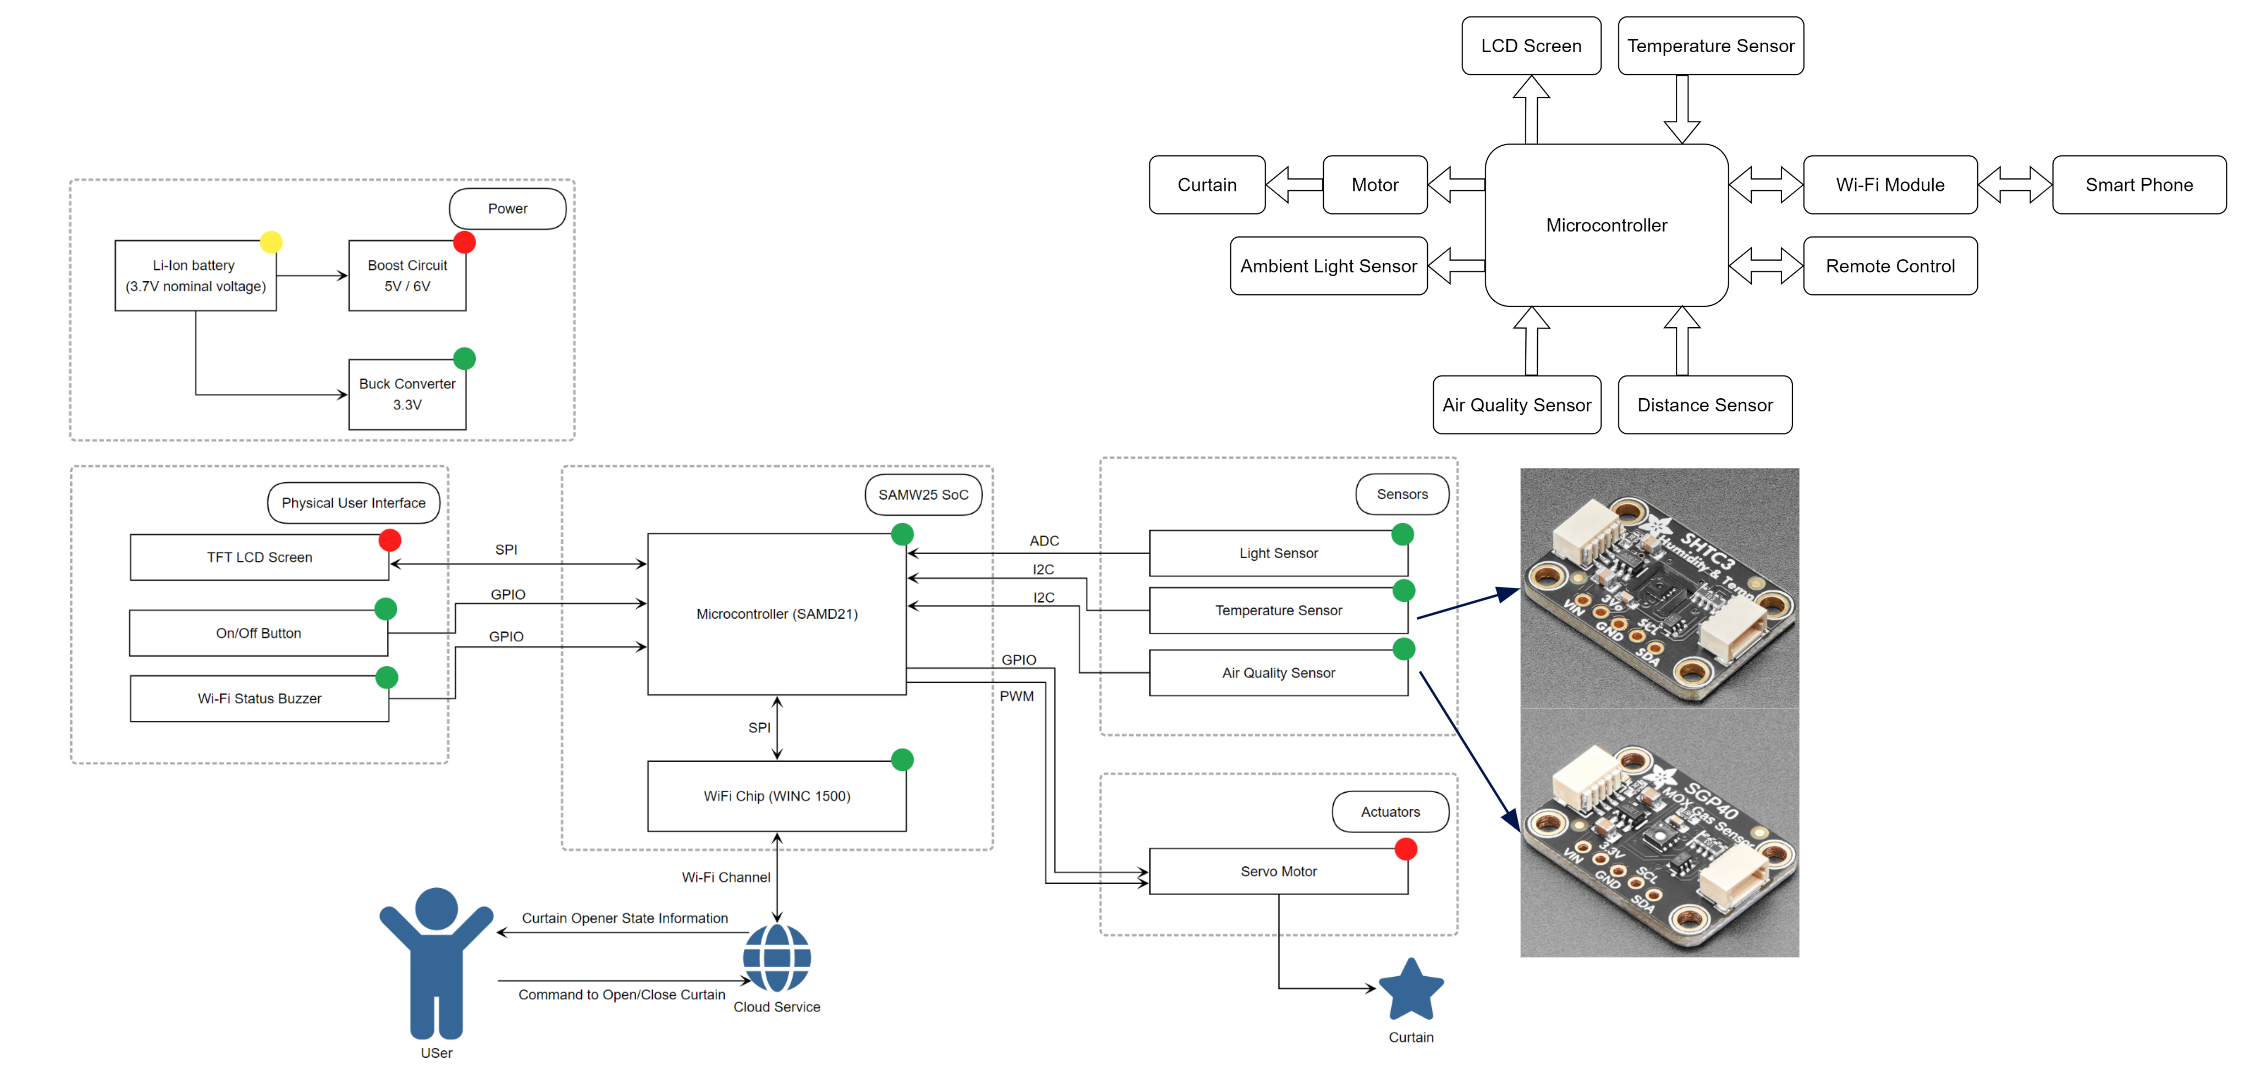 LCD Screen
Temperature Sensor
Curtain
Motor
Microcontroller
Wi-Fi Module
Smart Phone
Ambient Light Sensor
Remote Control
Air Quality Sensor
Distance Sensor
Power
Li-Ion battery
(3.7V nominal voltage)
Boost Circuit
5V / 6V
Buck Converter
3.3V
Physical User Interface
TFT LCD Screen
On/Off Button
Wi-Fi Status Buzzer
SPI
GPIO
GPIO
SAMW25 SoC
Microcontroller (SAMD21)
SPI
WiFi Chip (WINC 1500)
ADC
I2C
I2C
GPIO
PWM
Sensors
Light Sensor
Temperature Sensor
Air Quality Sensor
Actuators
Servo Motor
Curtain
Wi-Fi Channel
Curtain Opener State Information
Command to Open/Close Curtain
Cloud Service
USer
SHTC3
Humidity & Temp
VIN
3Vo
GND
SCL
SDA
SGP40
MOX Gas Sensor
VIN
3.3V
GND
SCL
SDA